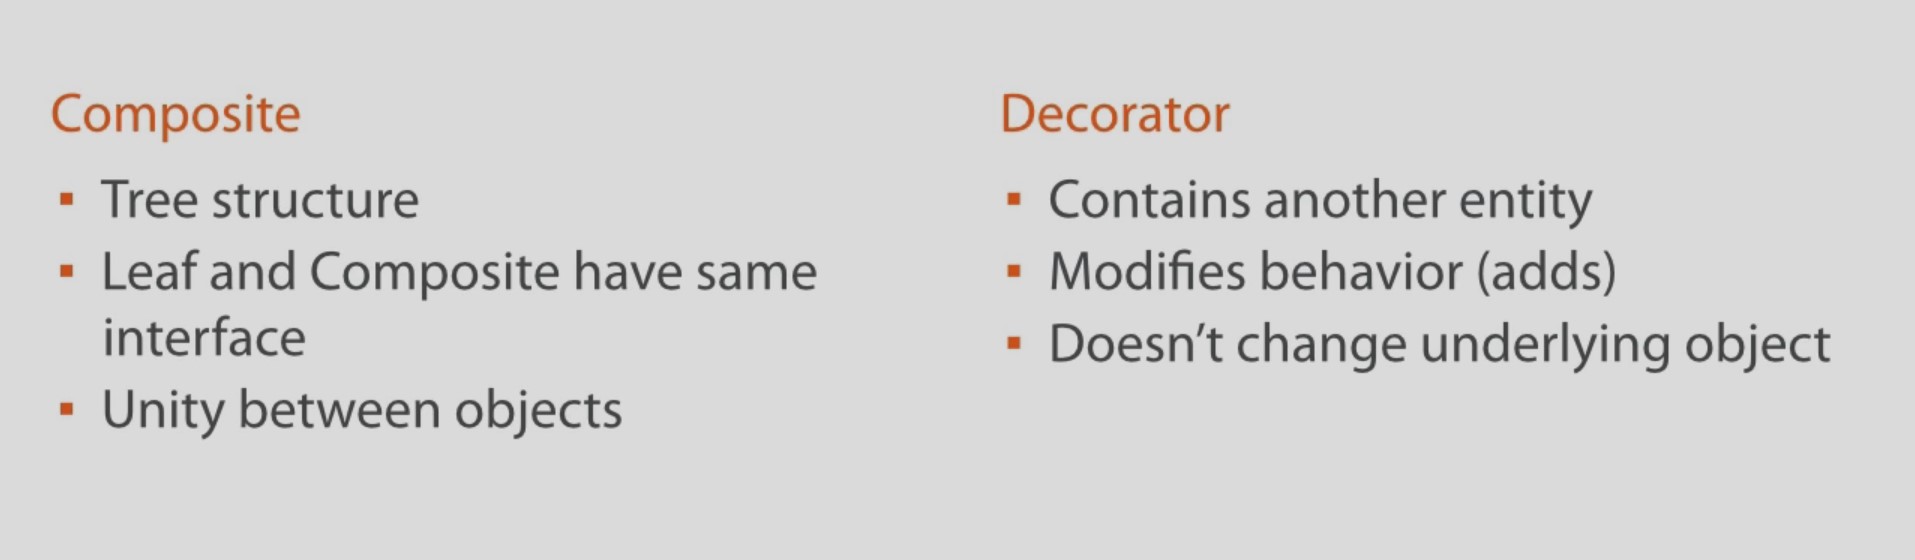 Composite
Tree structure
Leaf and Composite have same
interface
Unity between objects
Decorator
Contains another entity
Modifies behavior (adds)
Doesn't change underlying object